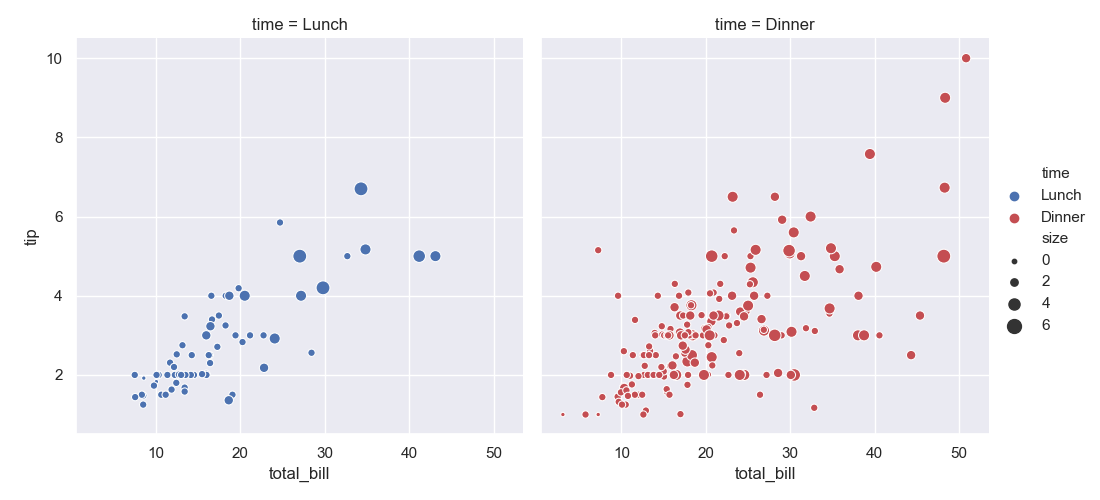 time = Lunch
time = Dinner
10
8
6
4
2
tip
10
20
30
40
50
total_bill
10
20
30
40
50
total_bill
time
Lunch
Dinner
size
0
2
4
6